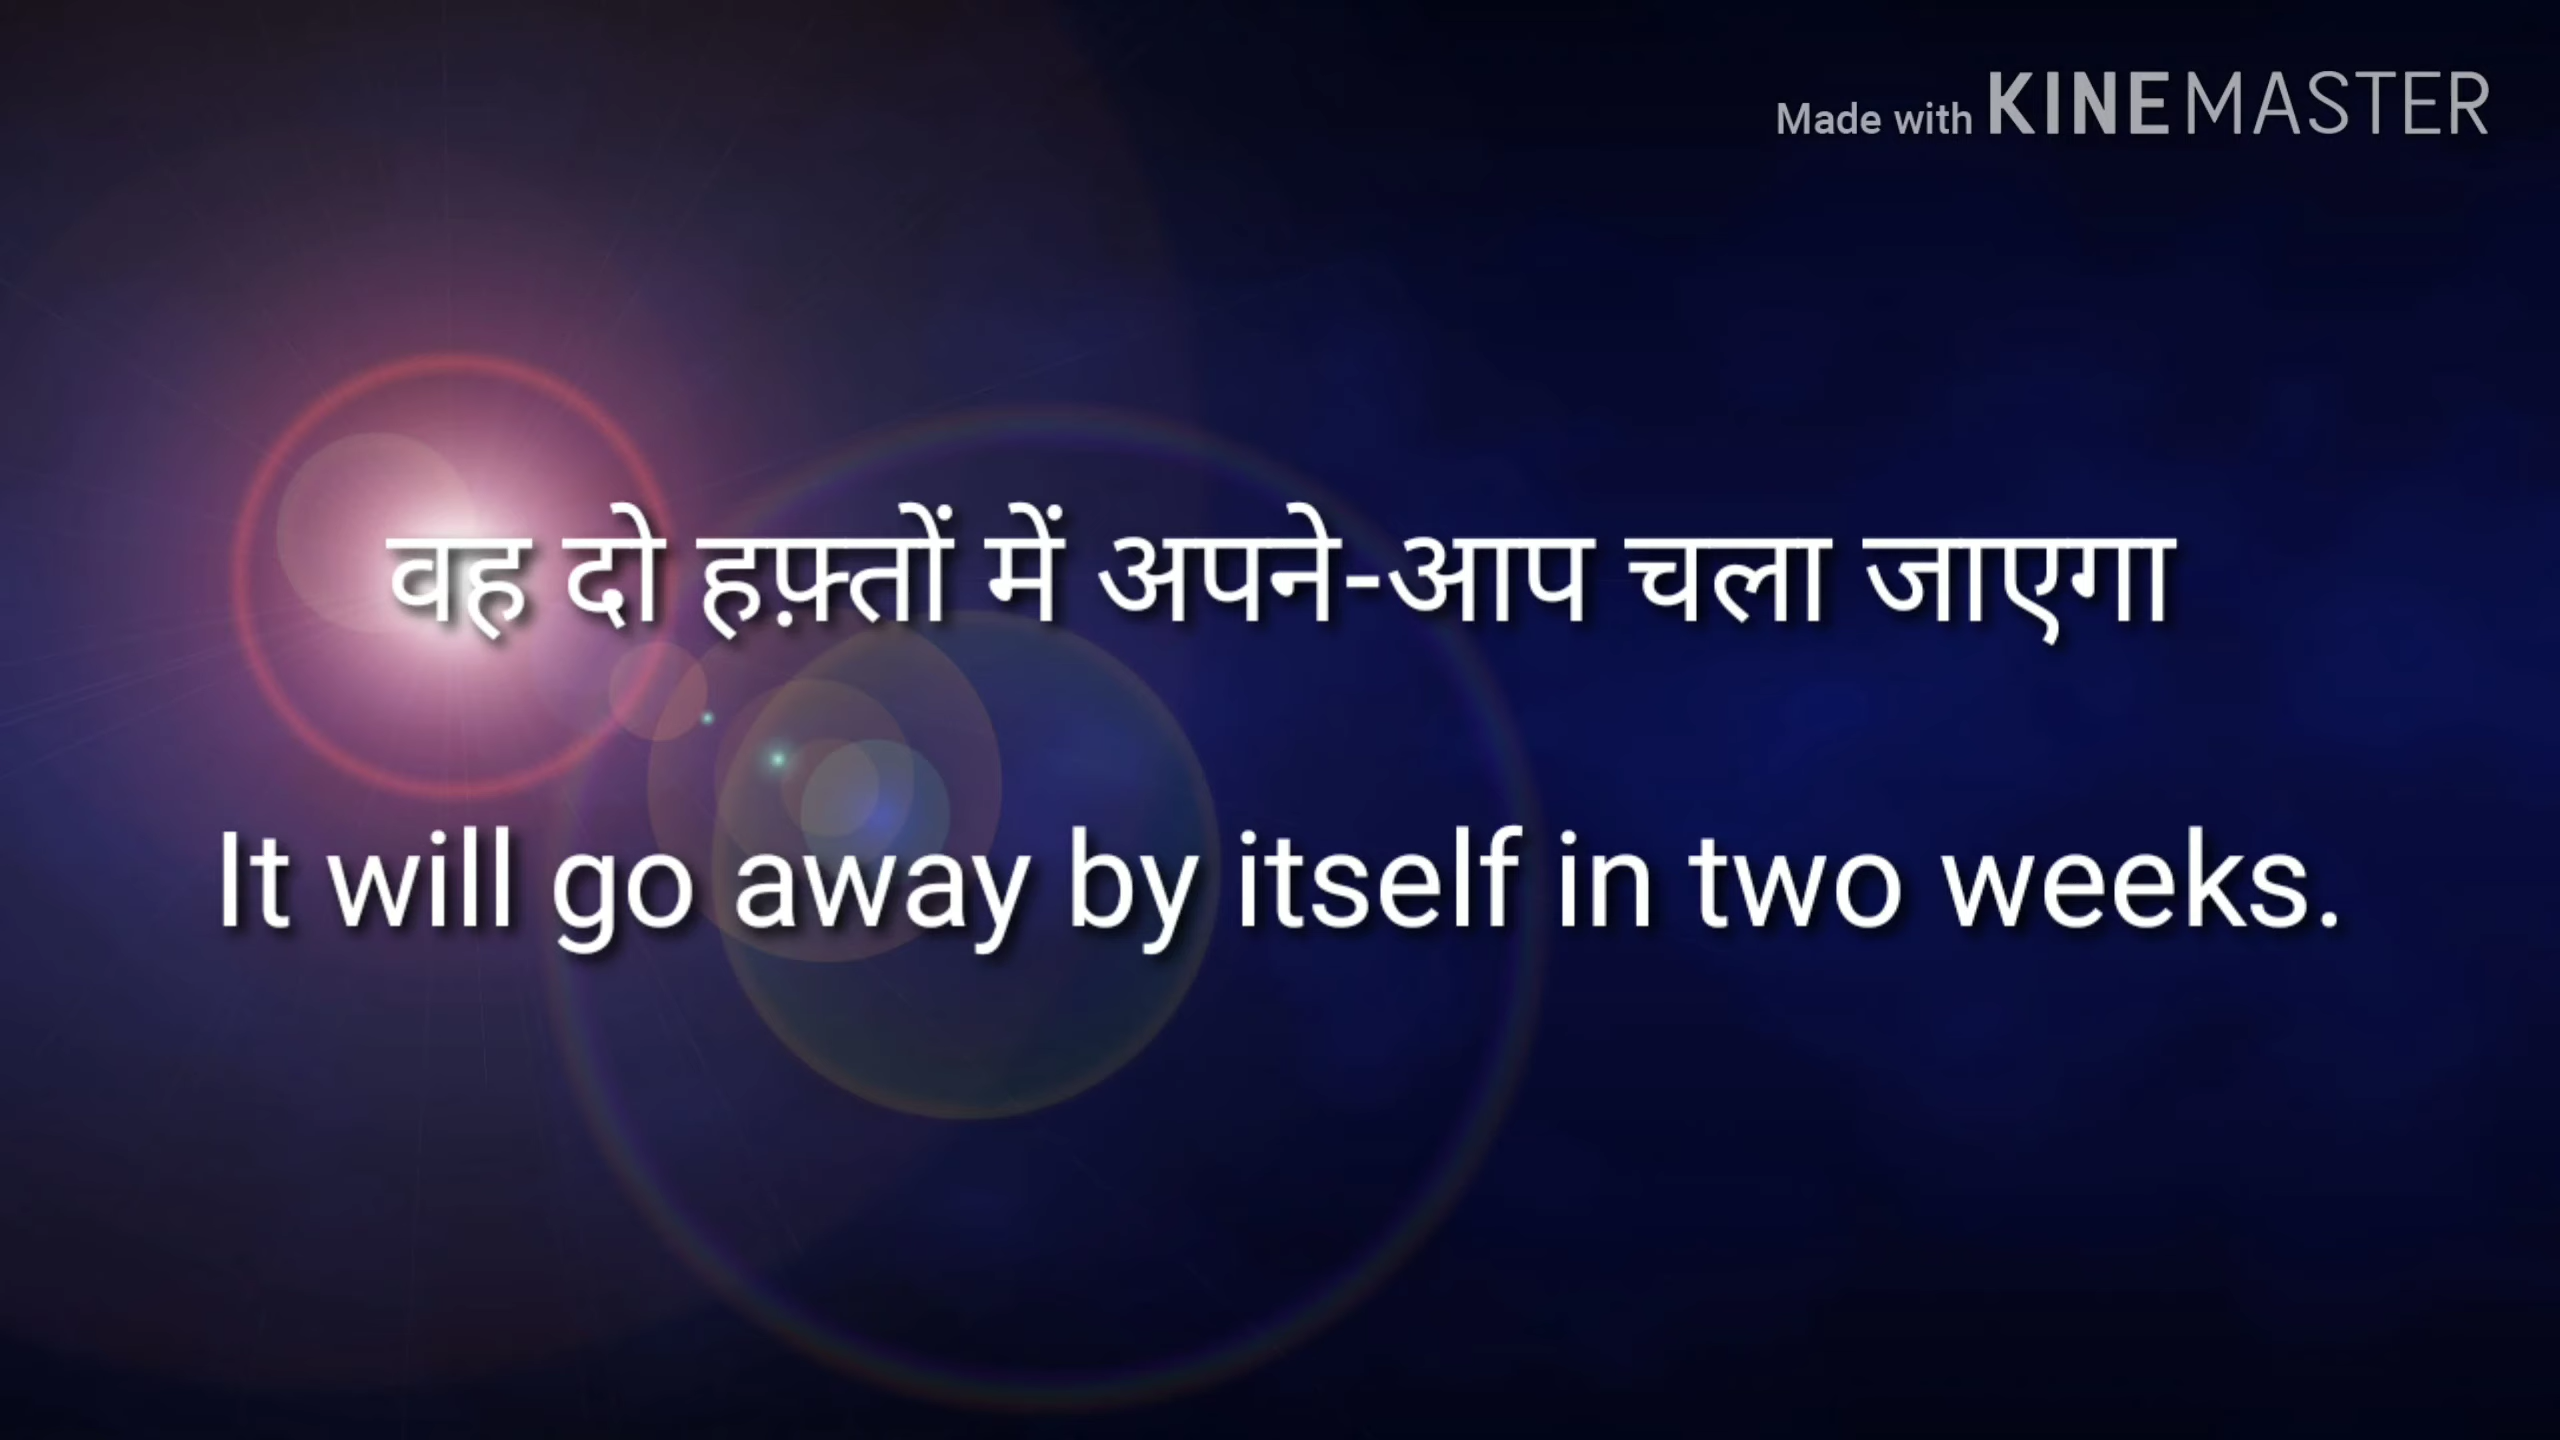 Made with KINEMASTER
वह दो हफ़्तों में अपने-आप चला जाएगा
It will go away by itself in two weeks.